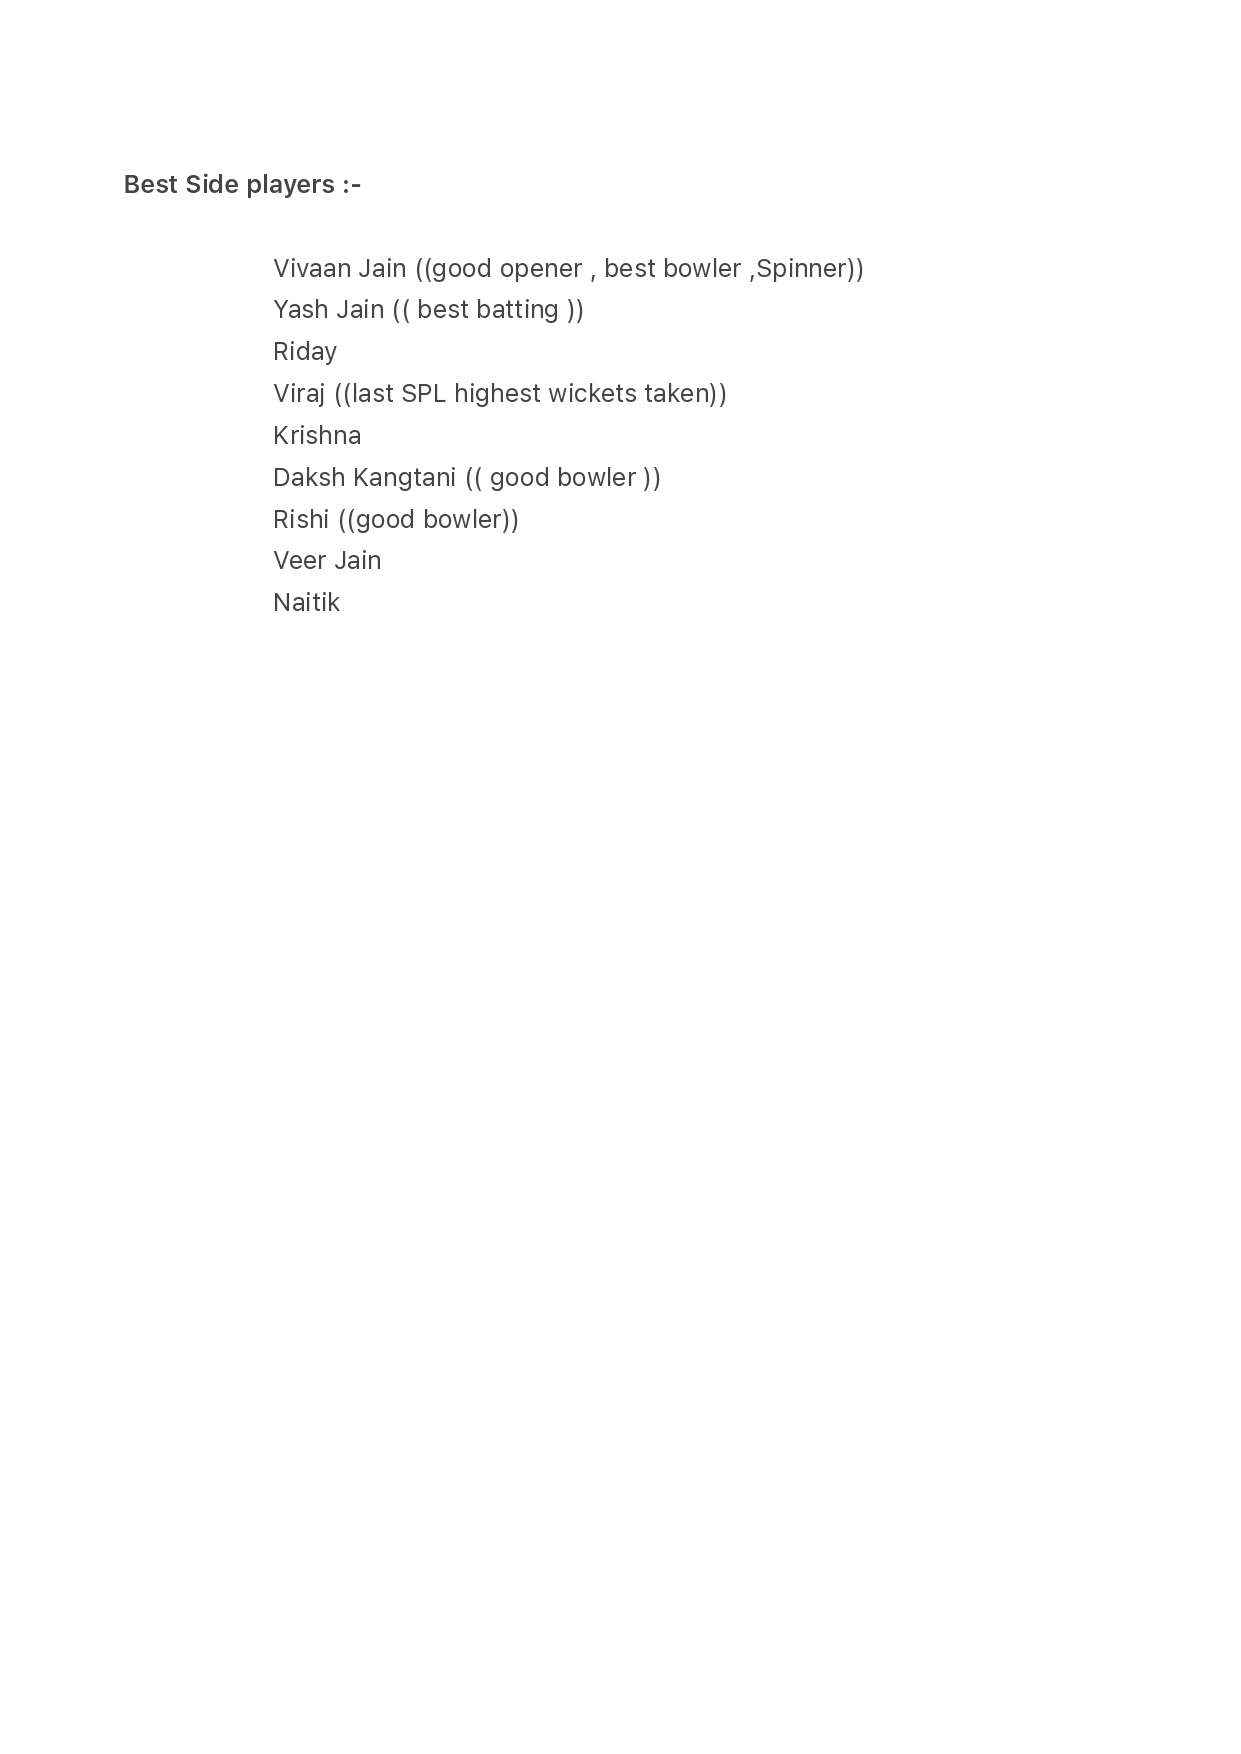 Best Side players :-
Vivaan Jain ((good opener , best bowler ,Spinner))
Yash Jain (( best batting ))
Riday
Viraj ((last SPL highest wickets taken))
Krishna
Daksh Kangtani (( good bowler ))
Rishi ((good bowler))
Veer Jain
Naitik